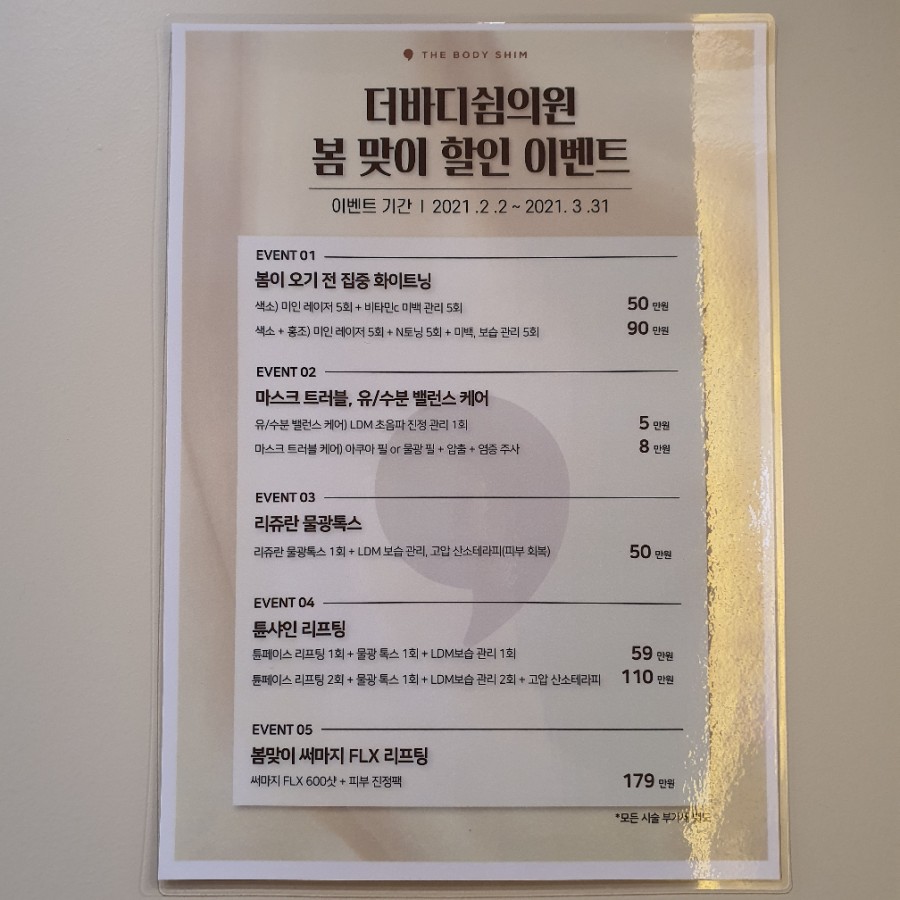 THE BODY SHIM
더바디쉼의원
봄 맞이 할인 이벤트
이벤트 기간 | 2021 .2 .2 ~ 2021. 3 .31
EVENT 01
봄이 오기 전 집중 화이트닝
색소) 미인 레이저 5회 + 비타민c 미백 관리 5회 50 만원
색소 + 홍조) 미인 레이저 5회 + N토닝 5회 + 미백, 보습 관리 5회 90 만원
EVENT 02
마스크 트러블, 유/수분 밸런스 케어
유/수분 밸런스 케어) LDM 초음파 진정 관리 1회 5 만원
마스크 트러블 케어) 아쿠아 필 or 물광 필 + 압출 + 염증 주사 8 만원
EVENT 03
리쥬란 물광톡스
리쥬란 물광톡스 1회 + LDM 보습 관리, 고압 산소테라피(피부 회복) 50 만원
EVENT 04
튠샤인 리프팅
튠페이스 리프팅 1회 + 물광 톡스 1회 + LDM보습 관리 1회 59 만원
튠페이스 리프팅 2회 + 물광 톡스 1회 + LDM보습 관리 2회 + 고압 산소테라피 110 만원
EVENT 05
봄맞이 써마지 FLX 리프팅
써마지 FLX 600샷 + 피부 진정팩 179 만원
*모든 시술 부가세 별도